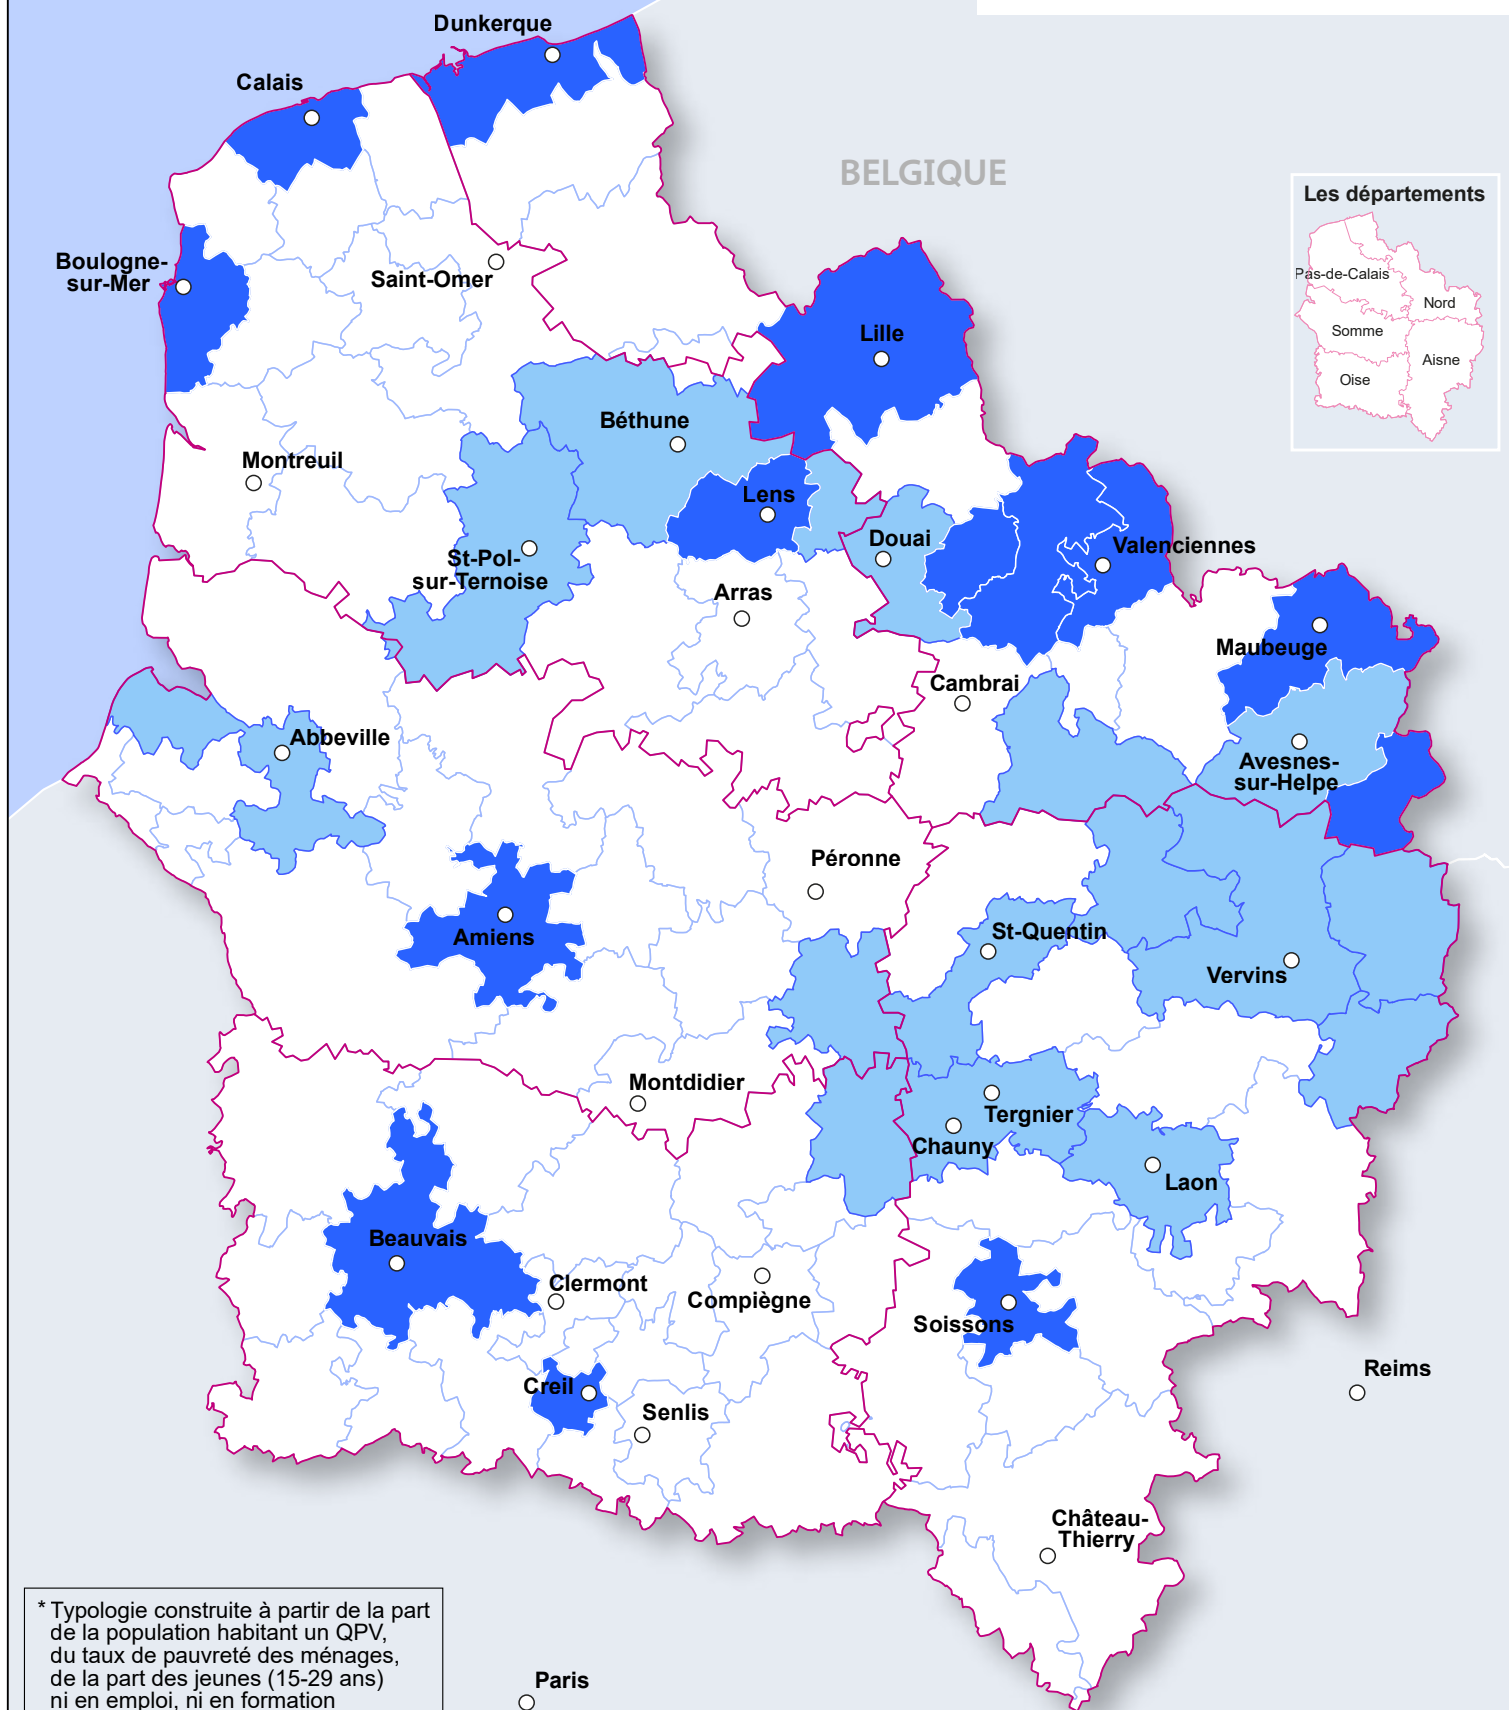 Dunkerque
Calais
BELGIQUE
Les départements
Pas-de-Calais
Nord
Somme
Aisne
Oise
Boulogne-
sur-Mer
Saint-Omer
Lille
Béthune
Montreuil
Lens
Douai
Valenciennes
St-Pol-
sur-Ternoise
Arras
Maubeuge
Cambrai
Abbeville
Avesnes-
sur-Helpe
Péronne
Amiens
St-Quentin
Vervins
Montdidier
Tergnier
Chauny
Laon
Beauvais
Clermont
Compiègne
Soissons
Creil
Senlis
Reims
Château-
Thierry
* Typologie construite à partir de la part
de la population habitant un QPV,
du taux de pauvreté des ménages,
de la part des jeunes (15-29 ans)
ni en emploi, ni en formation
Paris